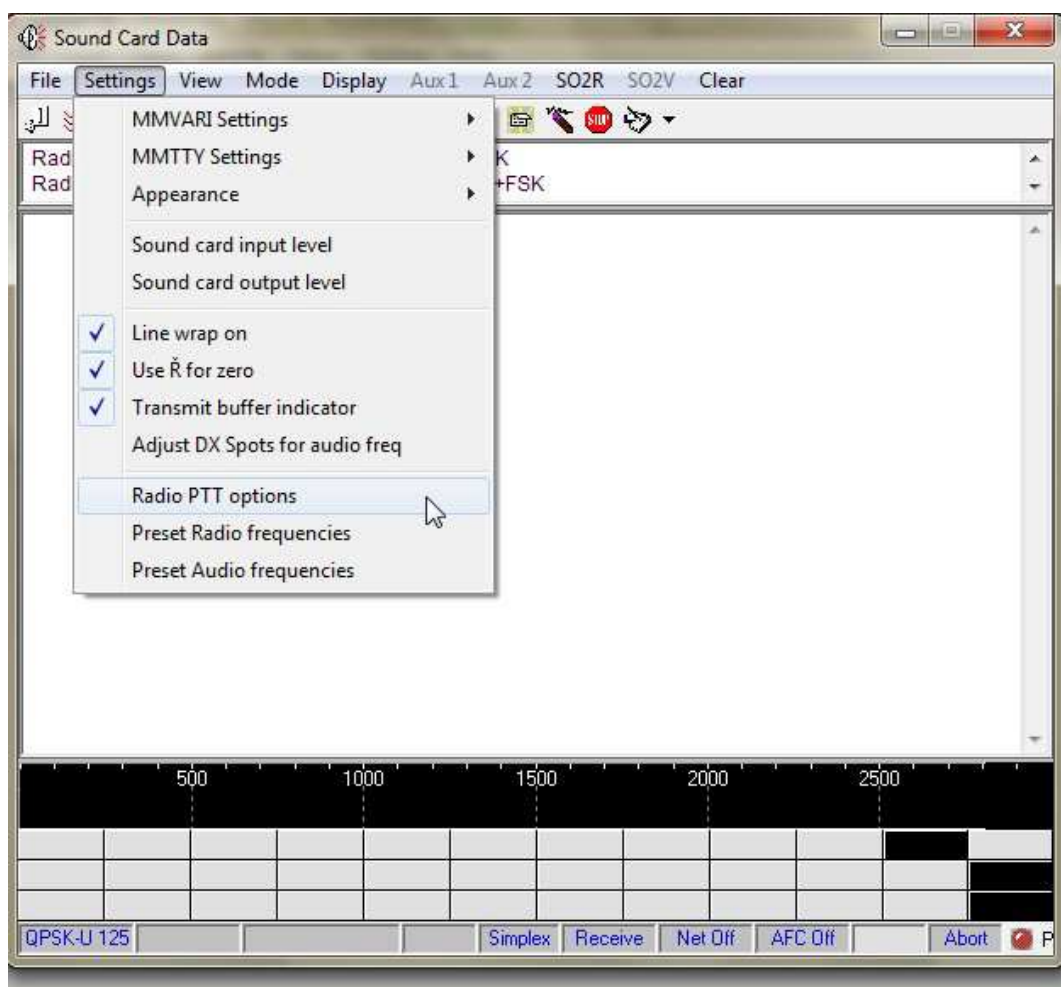 Sound Card Data
File Settings View Mode Display Aux 1 Aux 2 SO2R SO2V Clear
STOP
Rad K
Rad +FSK
MMVARI Settings
MMTTY Settings
Appearance
Sound card input level
Sound card output level
Line wrap on
Use Ř for zero
Transmit buffer indicator
Adjust DX Spots for audio freq
Radio PTT options
Preset Radio frequencies
Preset Audio frequencies
500 1000 1500 2000 2500
QPSK-U 125 Simplex Receive Net Off AFC Off Abort P